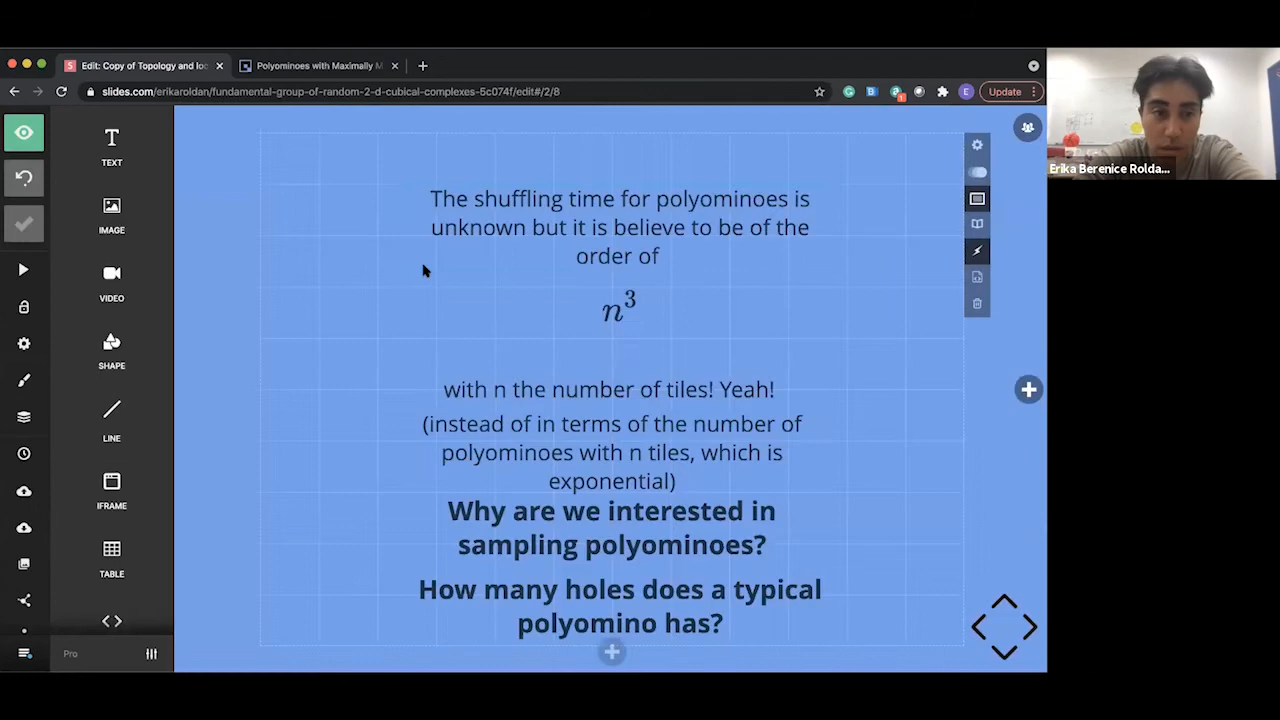 Edit: Copy of Topology and loc
Polyominoes with Maximally M
slides.com/erikaroldan/fundamental-group-of-random-2-d-cubical-complexes-5c074f/edit#/2/8
E
Update
TEXT
IMAGE
VIDEO
SHAPE
LINE
IFRAME
TABLE
Pro
The shuffling time for polyominoes is
unknown but it is believe to be of the
order of
n³
with n the number of tiles! Yeah!
(instead of in terms of the number of
polyominoes with n tiles, which is
exponential)
Why are we interested in
sampling polyominoes?
How many holes does a typical
polyomino has?
Erika Berenice Rolda...